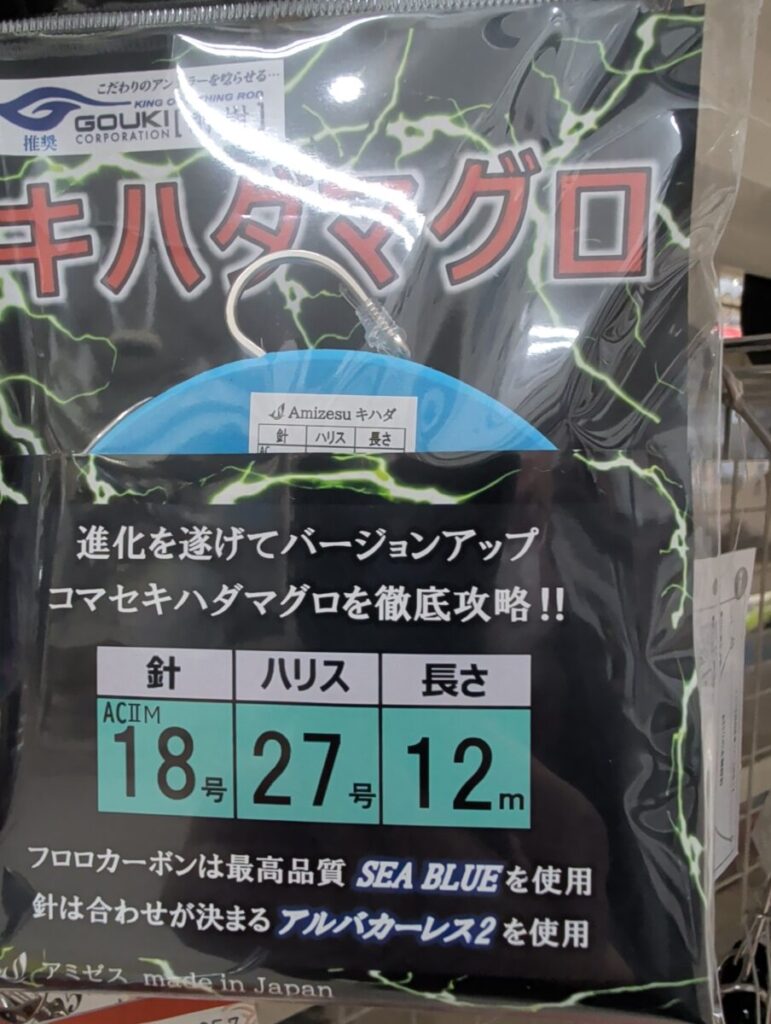 こだわりのアングラーを唸らせる…
KING OF FISHING ROD
GOUKI
CORPORATION
推奨
キハダマグロ
Amizesu キハダ
針 ハリス 長さ
AC
進化を遂げてバージョンアップ
コマセキハダマグロを徹底攻略!!
針 ハリス 長さ
ACⅡM
18号 27号 12m
フロロカーボンは最高品質 SEA BLUE を使用
針は合わせが決まる アルバカーレス2 を使用
アミゼス made in Japan